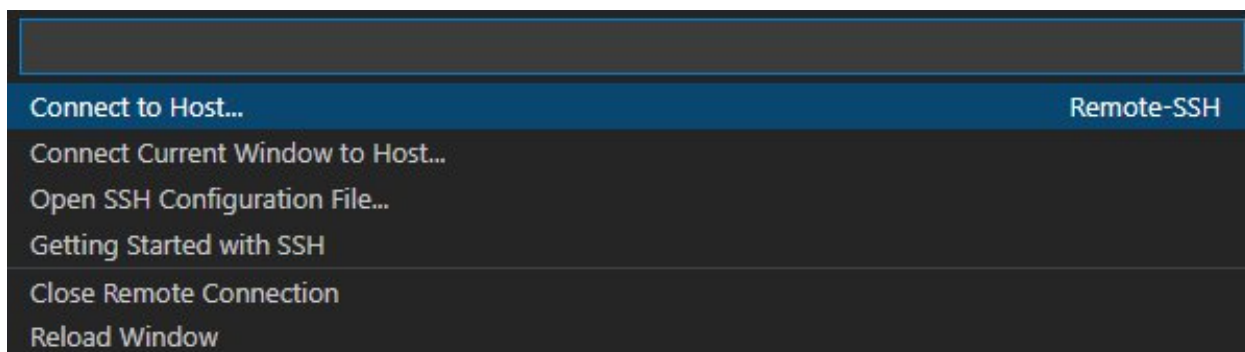 Connect to Host... Remote-SSH
Connect Current Window to Host...
Open SSH Configuration File...
Getting Started with SSH
Close Remote Connection
Reload Window